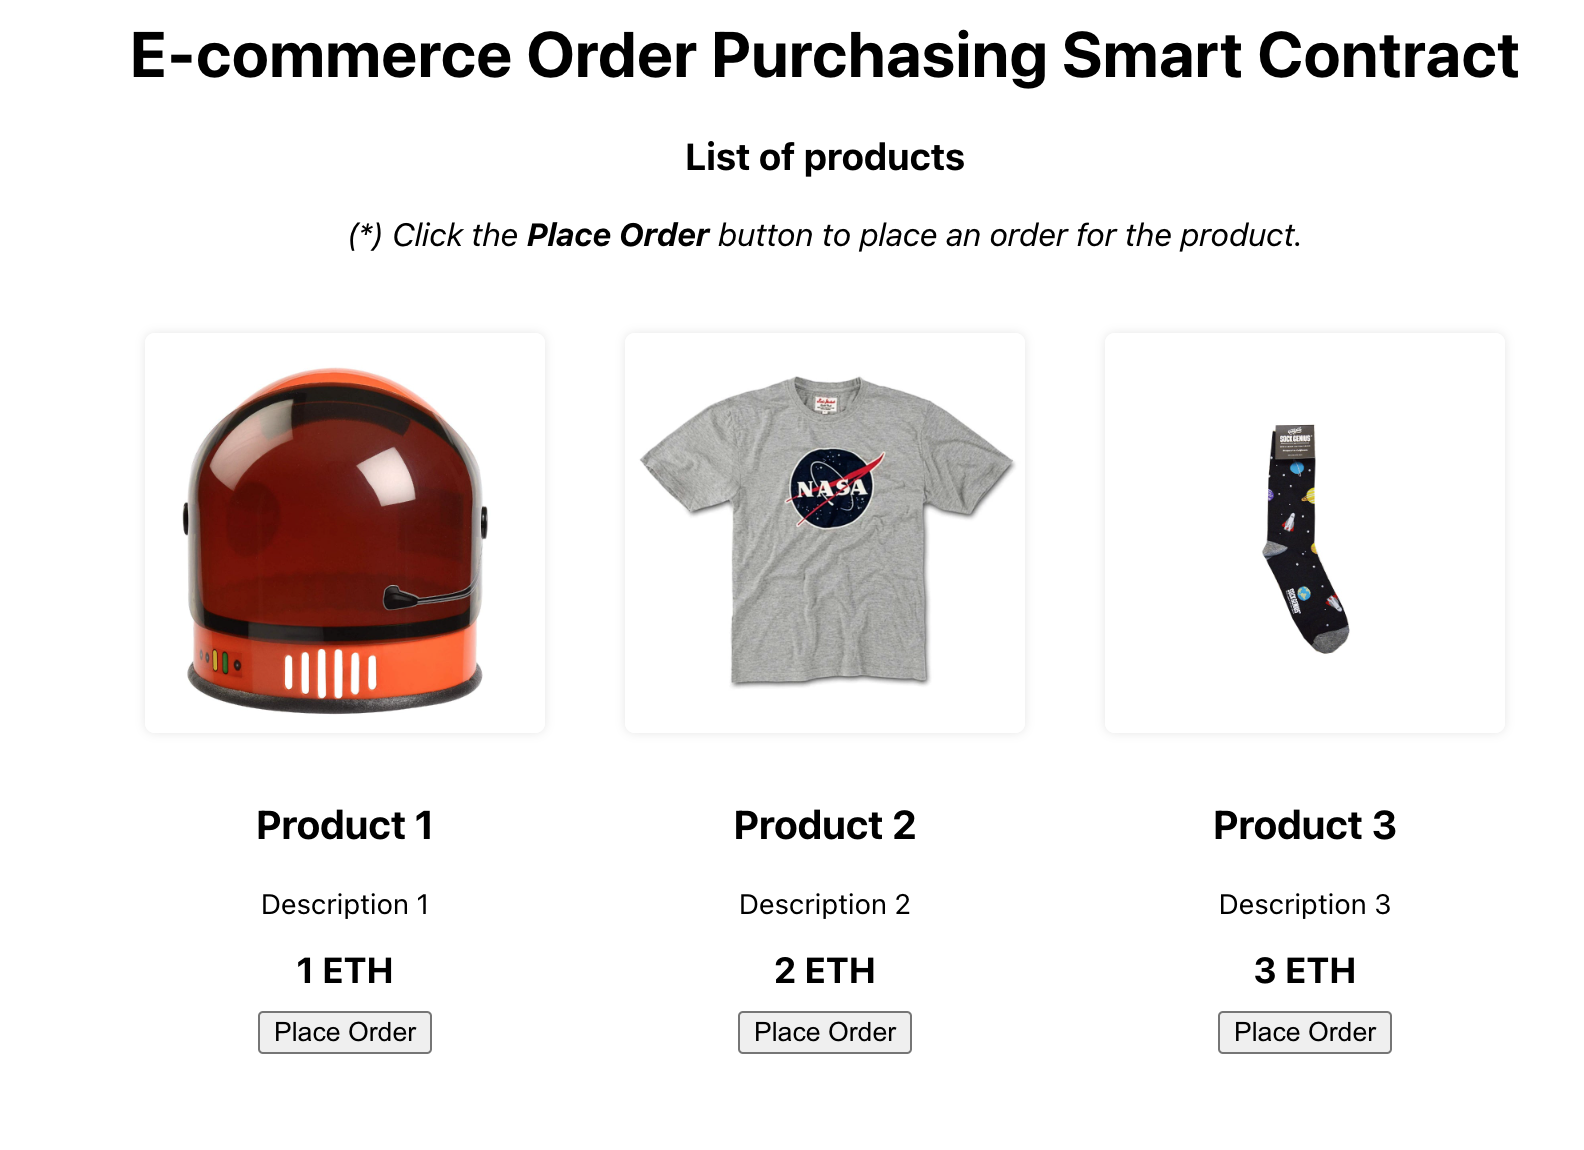 E-commerce Order Purchasing Smart Contract
List of products
(*) Click the Place Order button to place an order for the product.
NASA
SOCK GENIUS
SOCK GENIUS
Product 1
Product 2
Product 3
Description 1
Description 2
Description 3
1 ETH
2 ETH
3 ETH
Place Order
Place Order
Place Order